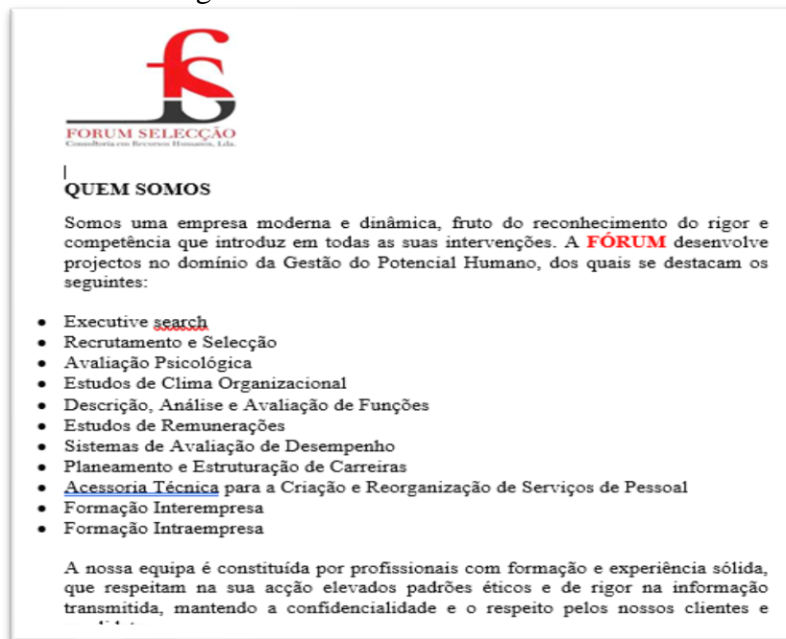 fs
FORUM SELECÇÃO
Consultoria em Recursos Humanos, Lda.
QUEM SOMOS
Somos uma empresa moderna e dinâmica, fruto do reconhecimento do rigor e
competência que introduz em todas as suas intervenções. A FÓRUM desenvolve
projectos no domínio da Gestão do Potencial Humano, dos quais se destacam os
seguintes:
• Executive search
• Recrutamento e Selecção
• Avaliação Psicológica
• Estudos de Clima Organizacional
• Descrição, Análise e Avaliação de Funções
• Estudos de Remunerações
• Sistemas de Avaliação de Desempenho
• Planeamento e Estruturação de Carreiras
• Acessoria Técnica para a Criação e Reorganização de Serviços de Pessoal
• Formação Interempresa
• Formação Intraempresa
A nossa equipa é constituída por profissionais com formação e experiência sólida,
que respeitam na sua acção elevados padrões éticos e de rigor na informação
transmitida, mantendo a confidencialidade e o respeito pelos nossos clientes e